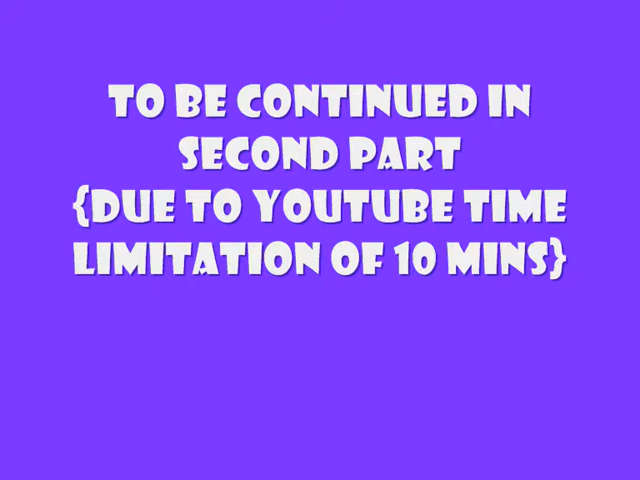 TO BE CONTINUED IN
SECOND PART
{DUE TO YOUTUBE TIME
LIMITATION OF 10 MINS}